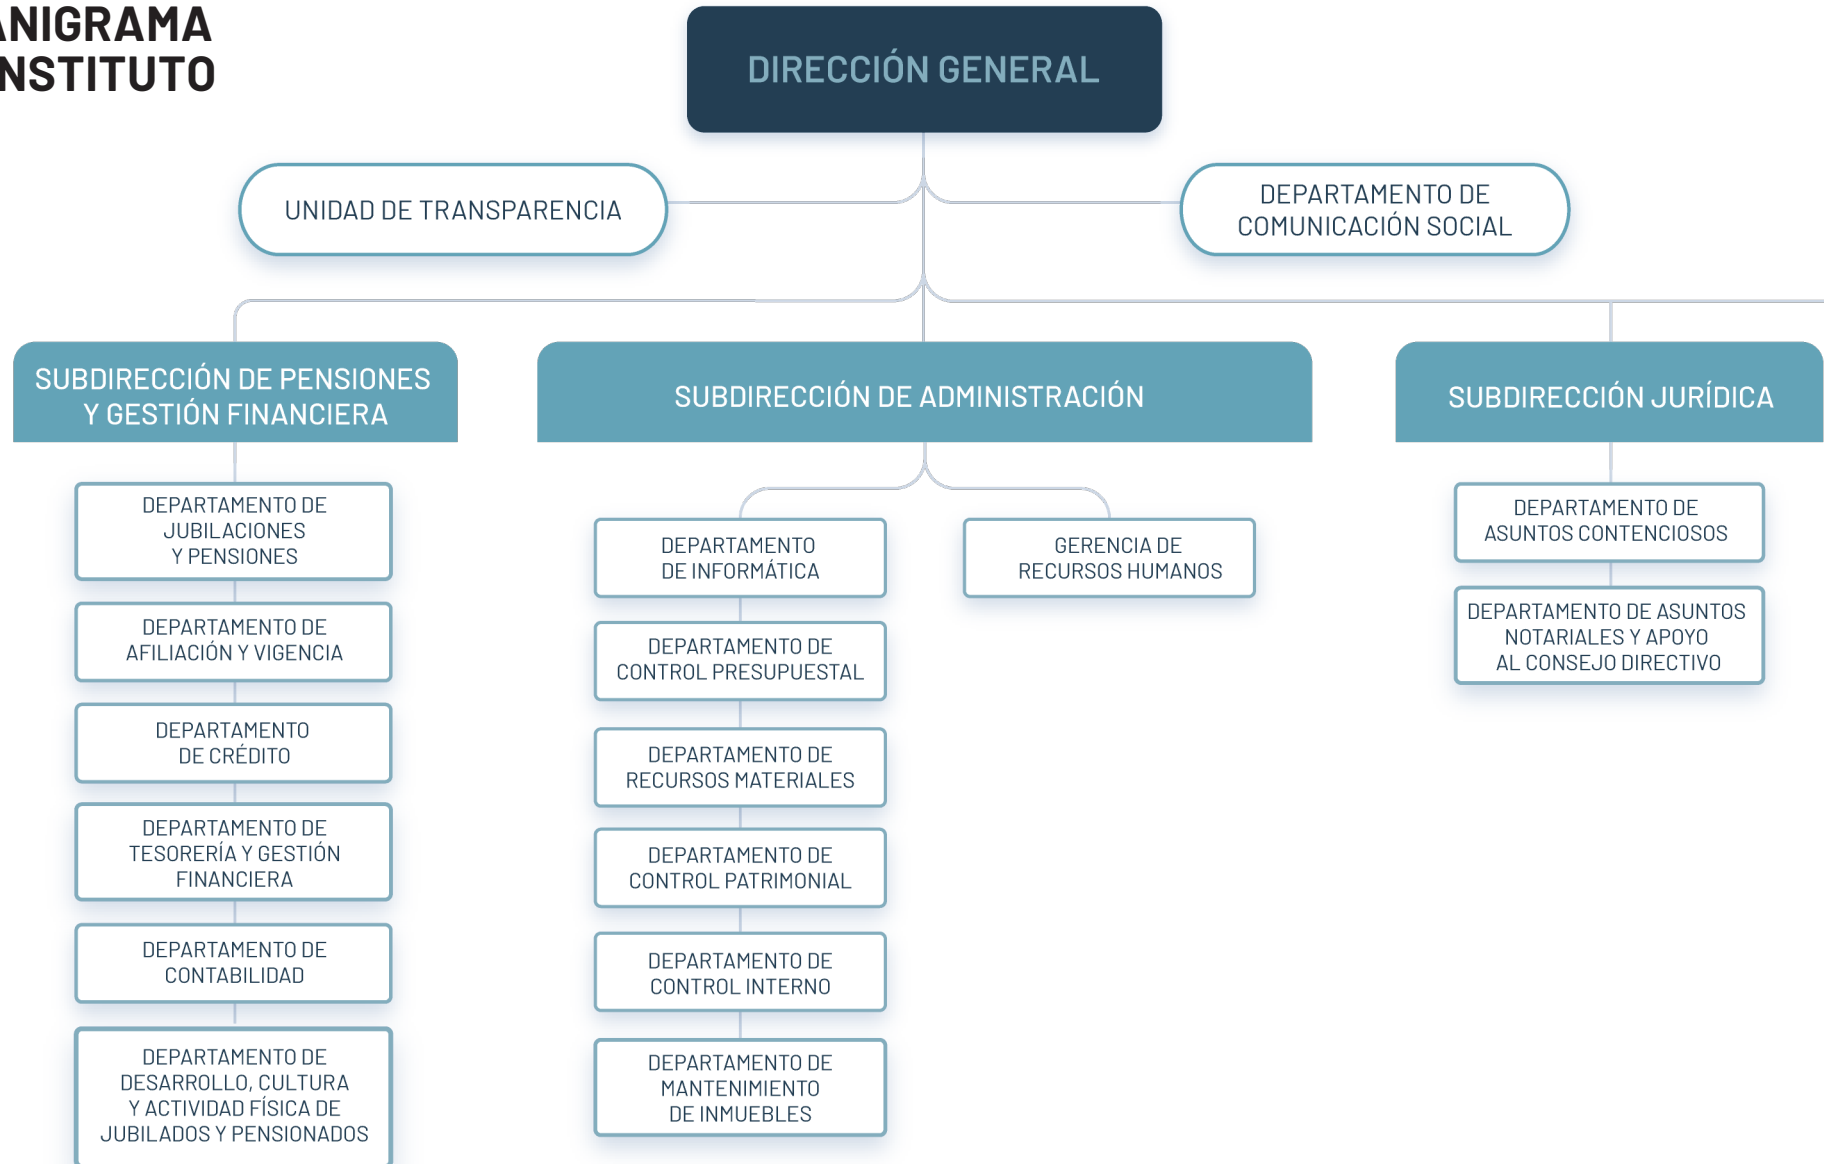 ANIGRAMA
NSTITUTO
DIRECCIÓN GENERAL
UNIDAD DE TRANSPARENCIA
DEPARTAMENTO DE
COMUNICACIÓN SOCIAL
SUBDIRECCIÓN DE PENSIONES
Y GESTIÓN FINANCIERA
DEPARTAMENTO DE
JUBILACIONES
Y PENSIONES
DEPARTAMENTO DE
AFILIACIÓN Y VIGENCIA
DEPARTAMENTO
DE CRÉDITO
DEPARTAMENTO DE
TESORERÍA Y GESTIÓN
FINANCIERA
DEPARTAMENTO DE
CONTABILIDAD
DEPARTAMENTO DE
DESARROLLO, CULTURA
Y ACTIVIDAD FÍSICA DE
JUBILADOS Y PENSIONADOS
SUBDIRECCIÓN DE ADMINISTRACIÓN
DEPARTAMENTO
DE INFORMÁTICA
DEPARTAMENTO DE
CONTROL PRESUPUESTAL
DEPARTAMENTO DE
RECURSOS MATERIALES
DEPARTAMENTO DE
CONTROL PATRIMONIAL
DEPARTAMENTO DE
CONTROL INTERNO
DEPARTAMENTO DE
MANTENIMIENTO
DE INMUEBLES
GERENCIA DE
RECURSOS HUMANOS
SUBDIRECCIÓN JURÍDICA
DEPARTAMENTO DE
ASUNTOS CONTENCIOSOS
DEPARTAMENTO DE ASUNTOS
NOTARIALES Y APOYO
AL CONSEJO DIRECTIVO